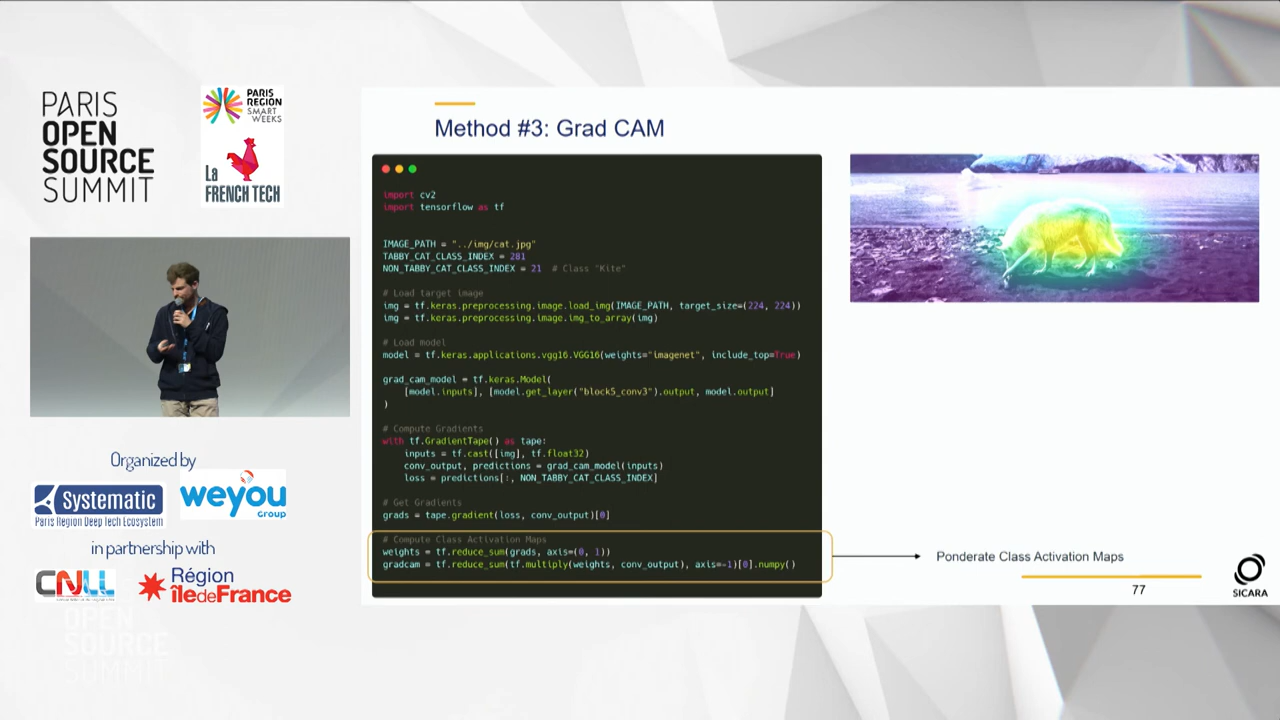 PARIS
OPEN
SOURCE
SUMMIT
PARIS
REGION
SMART
WEEKS
La
FRENCH TECH
Organized by
Systematic
Paris Region Deep Tech Ecosystem
weyou
Group
in partnership with
CNLL
Région
îledeFrance
OPEN
SOURCE
SUMMIT
Method #3: Grad CAM
import cv2
import tensorflow as tf
IMAGE_PATH = "../img/cat.jpg"
TABBY_CAT_CLASS_INDEX = 281
NON_TABBY_CAT_CLASS_INDEX = 21 # Class "Kite"
# Load target image
img = tf.keras.preprocessing.image.load_img(IMAGE_PATH, target_size=(224, 224))
img = tf.keras.preprocessing.image.img_to_array(img)
# Load model
model = tf.keras.applications.vgg16.VGG16(weights="imagenet", include_top=True)
grad_cam_model = tf.keras.Model(
[model.inputs], [model.get_layer("block5_conv3").output, model.output]
)
# Compute Gradients
with tf.GradientTape() as tape:
inputs = tf.cast([img], tf.float32)
conv_output, predictions = grad_cam_model(inputs)
loss = predictions[:, NON_TABBY_CAT_CLASS_INDEX]
# Get Gradients
grads = tape.gradient(loss, conv_output)[0]
# Compute Class Activation Maps
weights = tf.reduce_sum(grads, axis=(0, 1))
gradcam = tf.reduce_sum(tf.multiply(weights, conv_output), axis=-1)[0].numpy()
Ponderate Class Activation Maps
77
SICARA